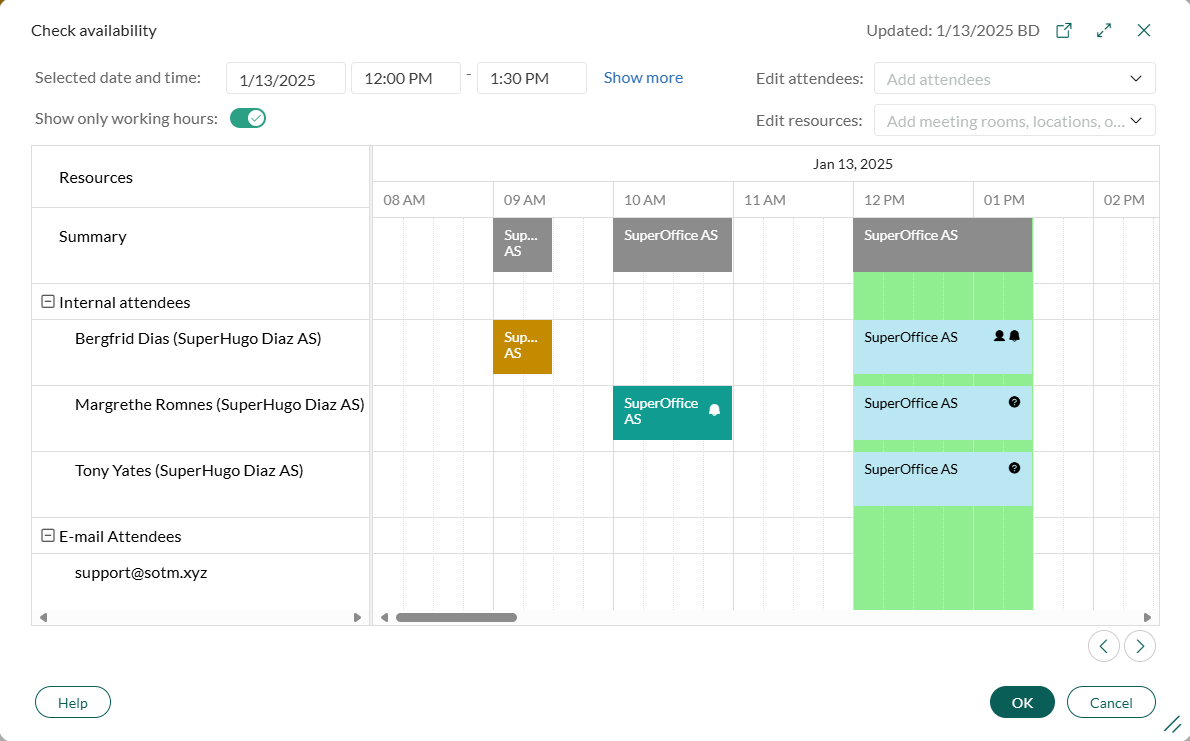 Check availability
Updated: 1/13/2025 BD
Selected date and time:
1/13/2025
12:00 PM
-
1:30 PM
Show more
Edit attendees:
Add attendees
Show only working hours:
Edit resources:
Add meeting rooms, locations, o...
Resources
Jan 13, 2025
08 AM
09 AM
10 AM
11 AM
12 PM
01 PM
02 PM
Summary
Sup...
AS
SuperOffice AS
SuperOffice AS
Internal attendees
Bergfrid Dias (SuperHugo Diaz AS)
Sup...
AS
SuperOffice AS
Margrethe Romnes (SuperHugo Diaz AS)
SuperOffice
AS
SuperOffice AS
Tony Yates (SuperHugo Diaz AS)
SuperOffice AS
E-mail Attendees
support@sotm.xyz
Help
OK
Cancel